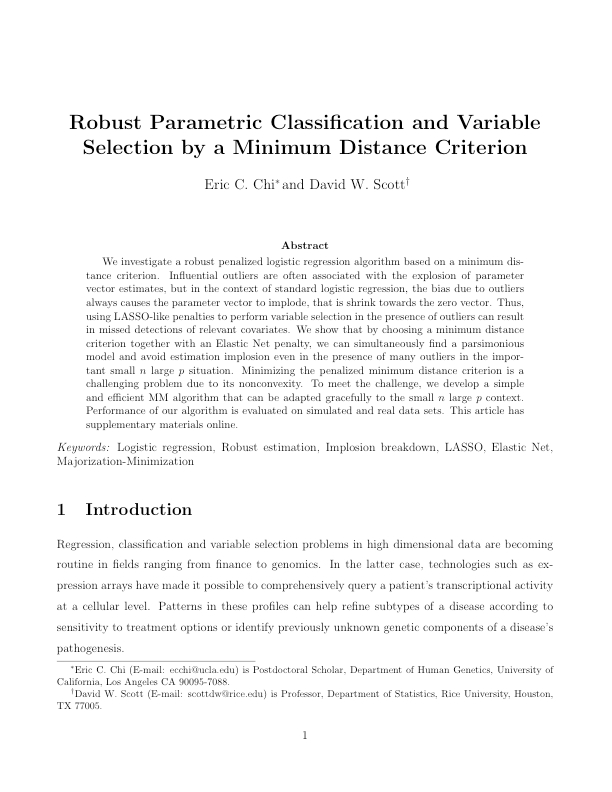 Robust Parametric Classification and Variable
Selection by a Minimum Distance Criterion
Eric C. Chi* and David W. Scott†
Abstract
We investigate a robust penalized logistic regression algorithm based on a minimum dis-
tance criterion. Influential outliers are often associated with the explosion of parameter
vector estimates, but in the context of standard logistic regression, the bias due to outliers
always causes the parameter vector to implode, that is shrink towards the zero vector. Thus,
using LASSO-like penalties to perform variable selection in the presence of outliers can result
in missed detections of relevant covariates. We show that by choosing a minimum distance
criterion together with an Elastic Net penalty, we can simultaneously find a parsimonious
model and avoid estimation implosion even in the presence of many outliers in the impor-
tant small n large p situation. Minimizing the penalized minimum distance criterion is a
challenging problem due to its nonconvexity. To meet the challenge, we develop a simple
and efficient MM algorithm that can be adapted gracefully to the small n large p context.
Performance of our algorithm is evaluated on simulated and real data sets. This article has
supplementary materials online.
Keywords: Logistic regression, Robust estimation, Implosion breakdown, LASSO, Elastic Net,
Majorization-Minimization
1 Introduction
Regression, classification and variable selection problems in high dimensional data are becoming
routine in fields ranging from finance to genomics. In the latter case, technologies such as ex-
pression arrays have made it possible to comprehensively query a patient's transcriptional activity
at a cellular level. Patterns in these profiles can help refine subtypes of a disease according to
sensitivity to treatment options or identify previously unknown genetic components of a disease's
pathogenesis.
*Eric C. Chi (E-mail: ecchi@ucla.edu) is Postdoctoral Scholar, Department of Human Genetics, University of
California, Los Angeles CA 90095-7088.
†David W. Scott (E-mail: scottdw@rice.edu) is Professor, Department of Statistics, Rice University, Houston,
TX 77005.
1